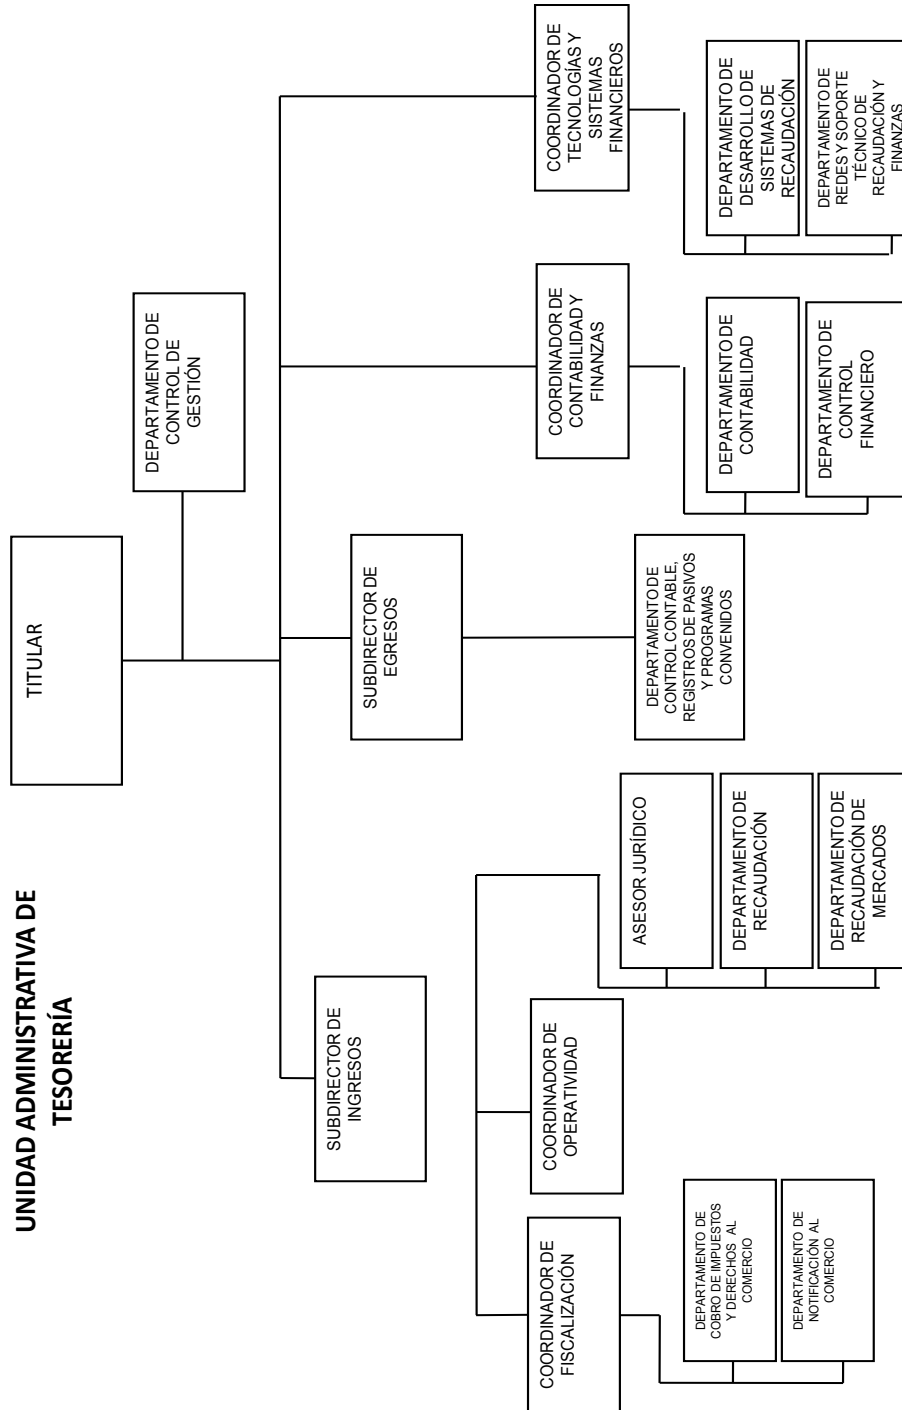 UNIDAD ADMINISTRATIVA DE
TESORERÍA
TITULAR
DEPARTAMENTO DE
CONTROL DE
GESTIÓN
SUBDIRECTOR DE
INGRESOS
SUBDIRECTOR DE
EGRESOS
COORDINADOR DE
CONTABILIDAD Y
FINANZAS
COORDINADOR DE
TECNOLOGÍAS Y
SISTEMAS
FINANCIEROS
COORDINADOR DE
FISCALIZACIÓN
COORDINADOR DE
OPERATIVIDAD
ASESOR JURÍDICO
DEPARTAMENTO DE
RECAUDACIÓN
DEPARTAMENTO DE
RECAUDACIÓN DE
MERCADOS
DEPARTAMENTO DE
CONTROL CONTABLE,
REGISTROS DE PASIVOS
Y PROGRAMAS
CONVENIDOS
DEPARTAMENTO DE
CONTABILIDAD
DEPARTAMENTO DE
CONTROL
FINANCIERO
DEPARTAMENTO DE
DESARROLLO DE
SISTEMAS DE
RECAUDACIÓN
DEPARTAMENTO DE
REDES Y SOPORTE
TÉCNICO DE
RECAUDACIÓN Y
FINANZAS
DEPARTAMENTO DE
COBRO DE IMPUESTOS
Y DERECHOS AL
COMERCIO
DEPARTAMENTO DE
NOTIFICACIÓN AL
COMERCIO